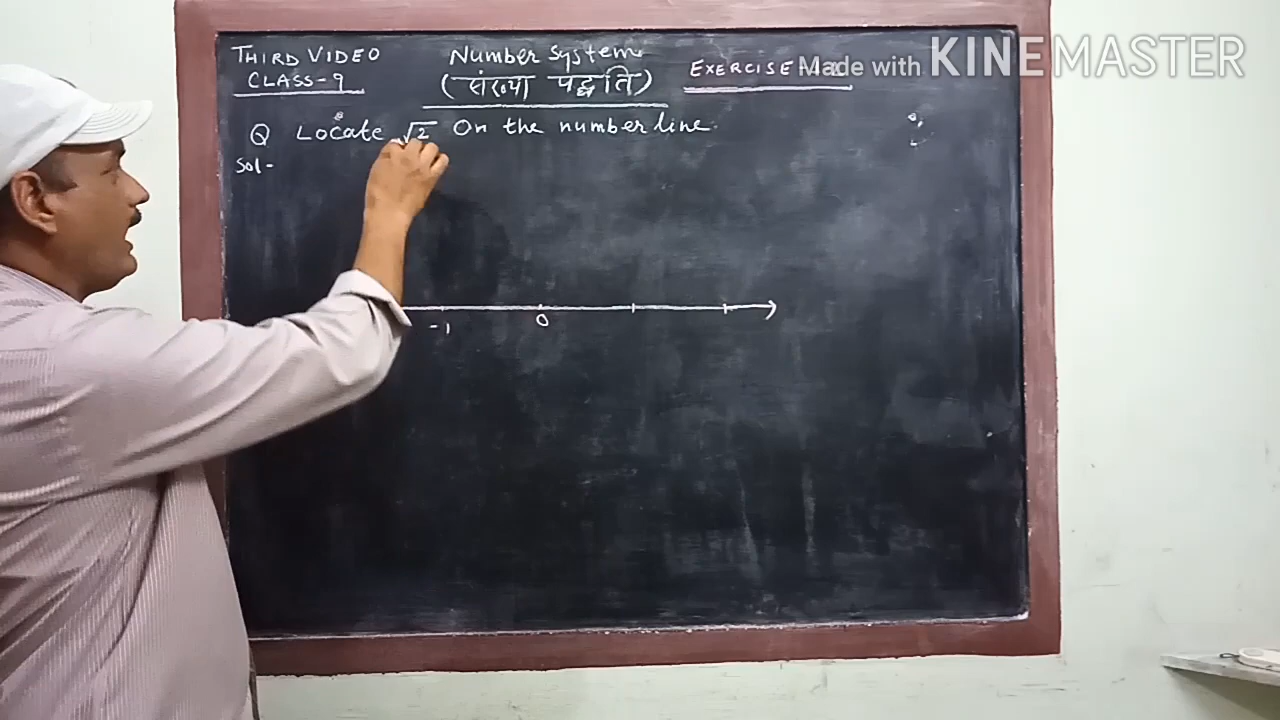 THIRD VIDEO
CLASS-9
Number System
(संख्या पद्धति)
EXERCISE
Made with KINEMASTER
Q Locate √2 On the number line.
Sol-
-1 0